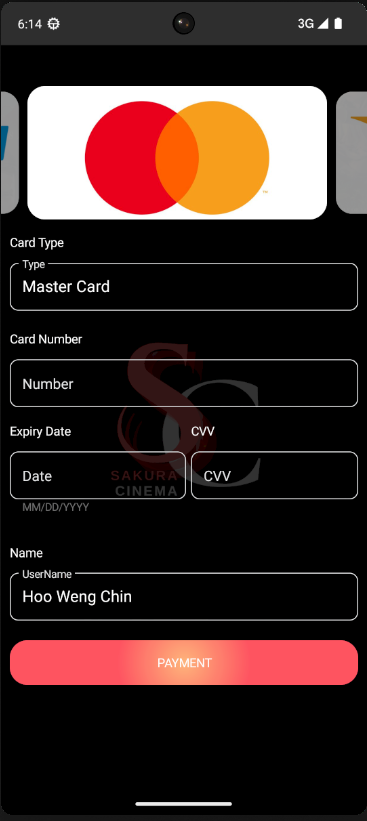 6:14
3G
™
Card Type
Type
Master Card
Card Number
Number
SC
Expiry Date
CVV
Date
CVV
SAKURA
CINEMA
MM/DD/YYYY
Name
UserName
Hoo Weng Chin
PAYMENT